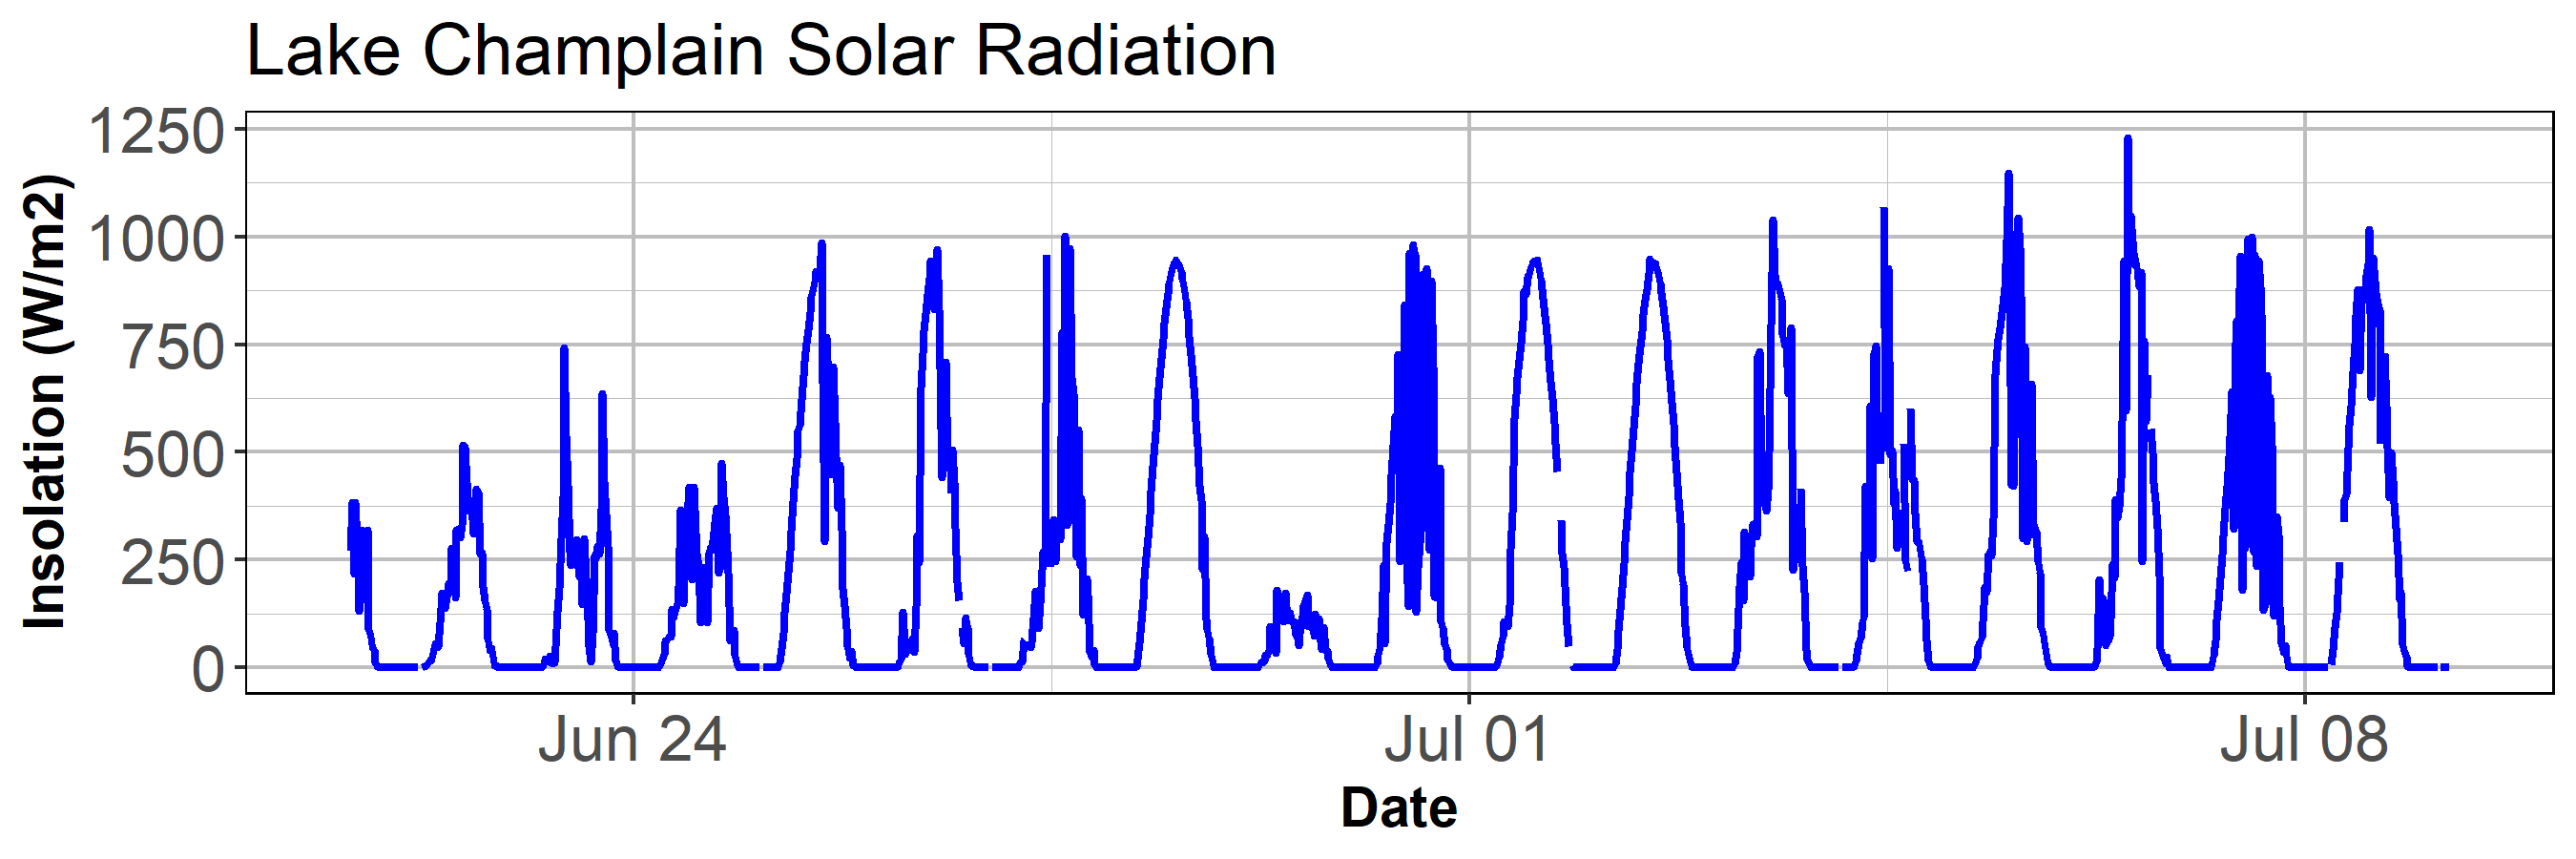 Lake Champlain Solar Radiation
1250
1000
750
500
250
0
Insolation (W/m2)
Jun 24
Jul 01
Jul 08
Date